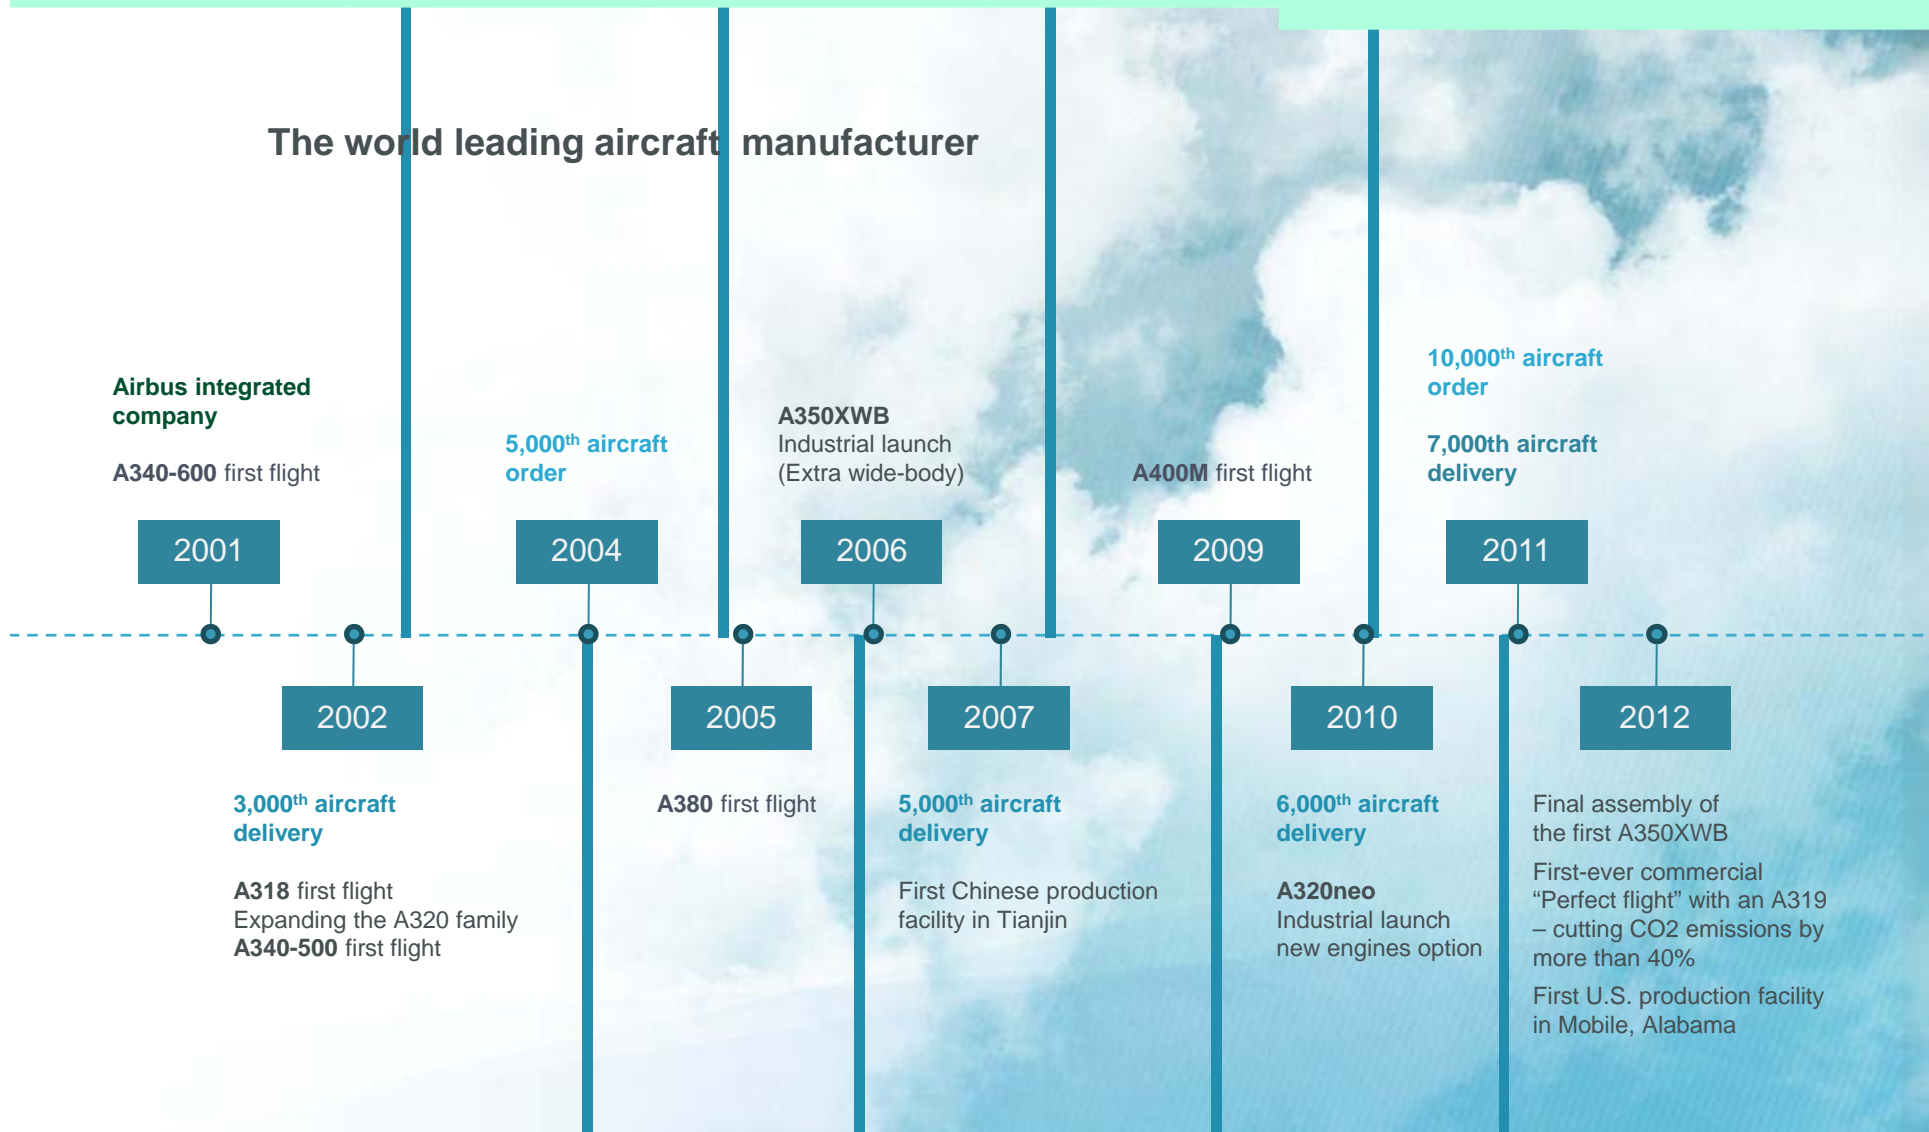 The world leading aircraft  manufacturer
Airbus integrated
company
A340-600 first flight
2001
5,000th aircraft
order
2004
A350XWB
Industrial launch
(Extra wide-body)
2006
A400M first flight
2009
10,000th aircraft
order
7,000th aircraft
delivery
2011
2002
3,000th aircraft
delivery
A318 first flight
Expanding the A320 family
A340-500 first flight
2005
A380 first flight
2007
5,000th aircraft
delivery
First Chinese production
facility in Tianjin
2010
6,000th aircraft
delivery
A320neo
Industrial launch
new engines option
2012
Final assembly of
the first A350XWB
First-ever commercial
“Perfect flight” with an A319
– cutting CO2 emissions by
more than 40%
First U.S. production facility
in Mobile, Alabama